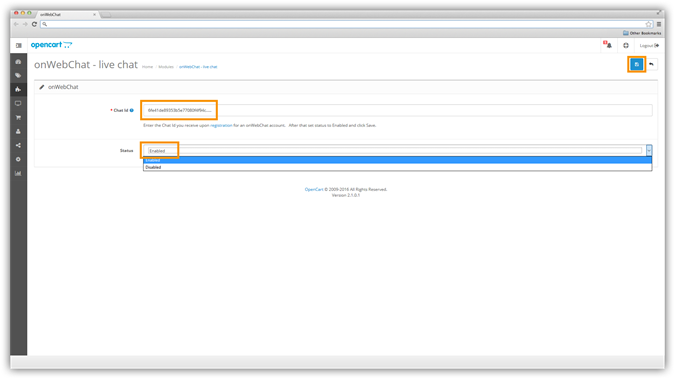 onWebChat
Other Bookmarks
opencart
Logout
onWebChat - live chat
Home
Modules
onWebChat - live chat
onWebChat
* Chat Id
Enter the Chat Id you receive upon registration for an onWebChat account. After that set status to Enabled and click Save.
Status
Enabled
Enabled
Disabled
OpenCart © 2009-2016 All Rights Reserved.
Version 2.1.0.1